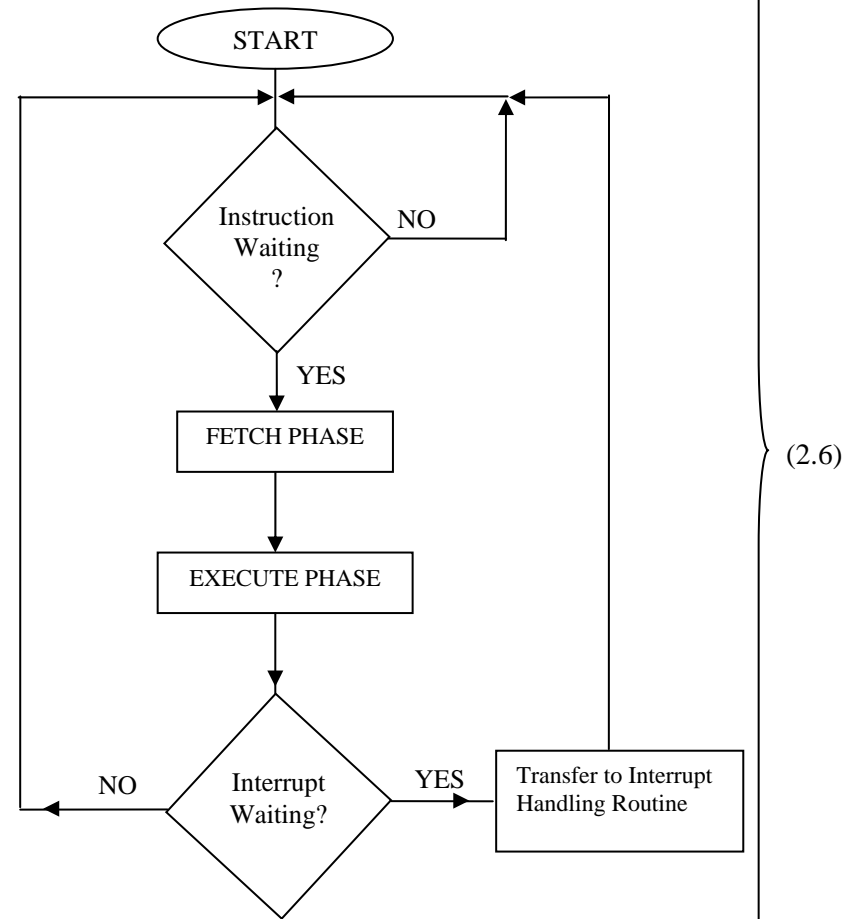 START
Instruction
Waiting
?
NO
YES
FETCH PHASE
(2.6)
EXECUTE PHASE
Interrupt
Waiting?
NO
YES
Transfer to Interrupt
Handling Routine